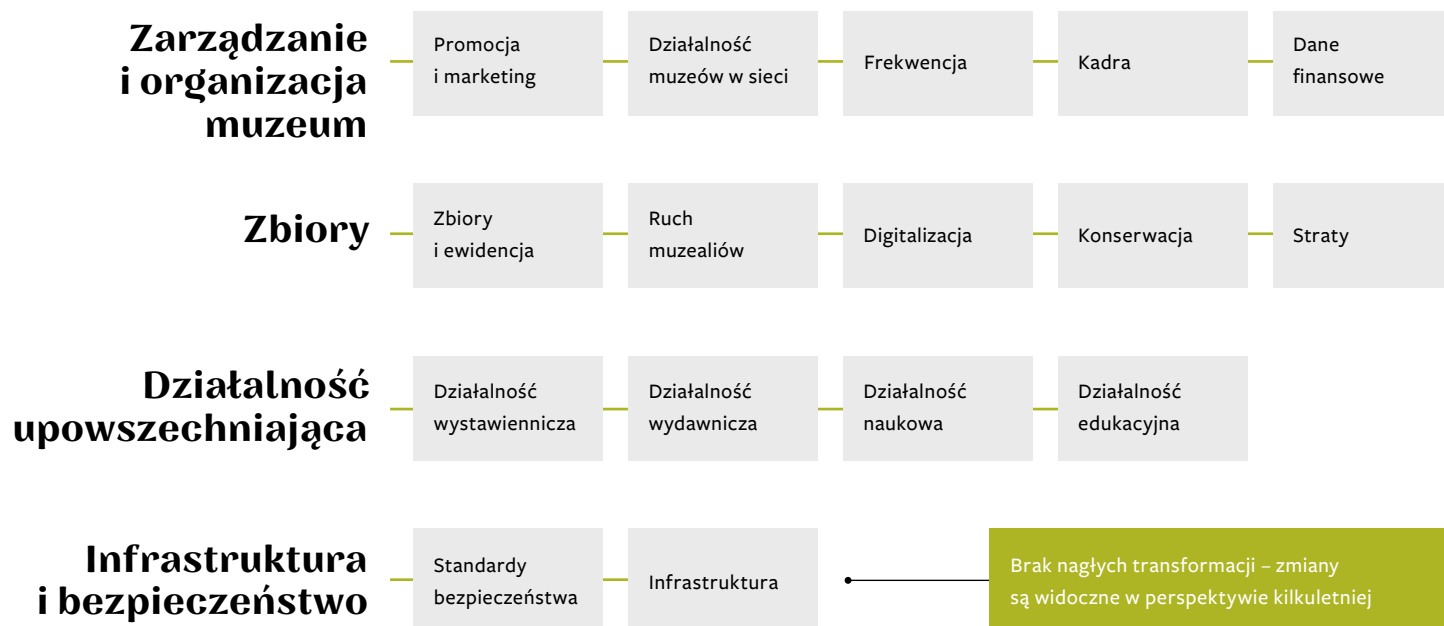 Zarządzanie
i organizacja
muzeum
Promocja
i marketing
Działalność
muzeów w sieci
Frekwencja
Kadra
Dane
finansowe
Zbiory
Zbiory
i ewidencja
Ruch
muzealiów
Digitalizacja
Konserwacja
Straty
Działalność
upowszechniająca
Działalność
wystawiennicza
Działalność
wydawnicza
Działalność
naukowa
Działalność
edukacyjna
Infrastruktura
i bezpieczeństwo
Standardy
bezpieczeństwa
Infrastruktura
Brak nagłych transformacji – zmiany
są widoczne w perspektywie kilkuletniej